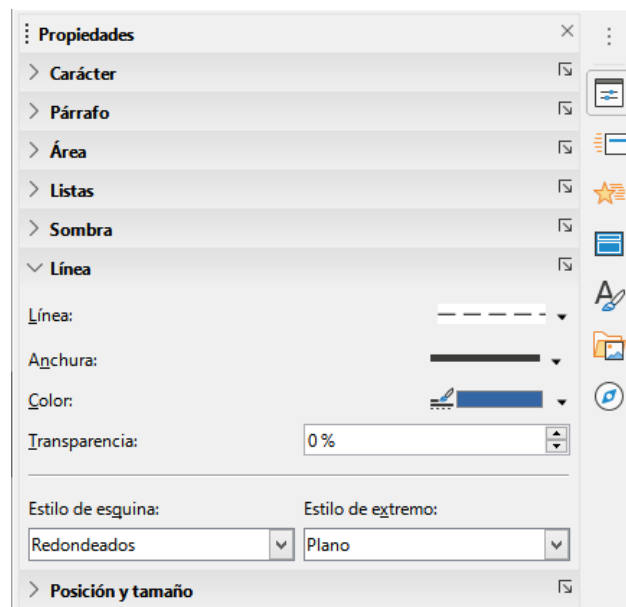 Propiedades
Carácter
Párrafo
Área
Listas
Sombra
Línea
Línea:
Anchura:
Color:
Transparencia: 0 %
Estilo de esquina: Estilo de extremo:
Redondeados Plano
Posición y tamaño